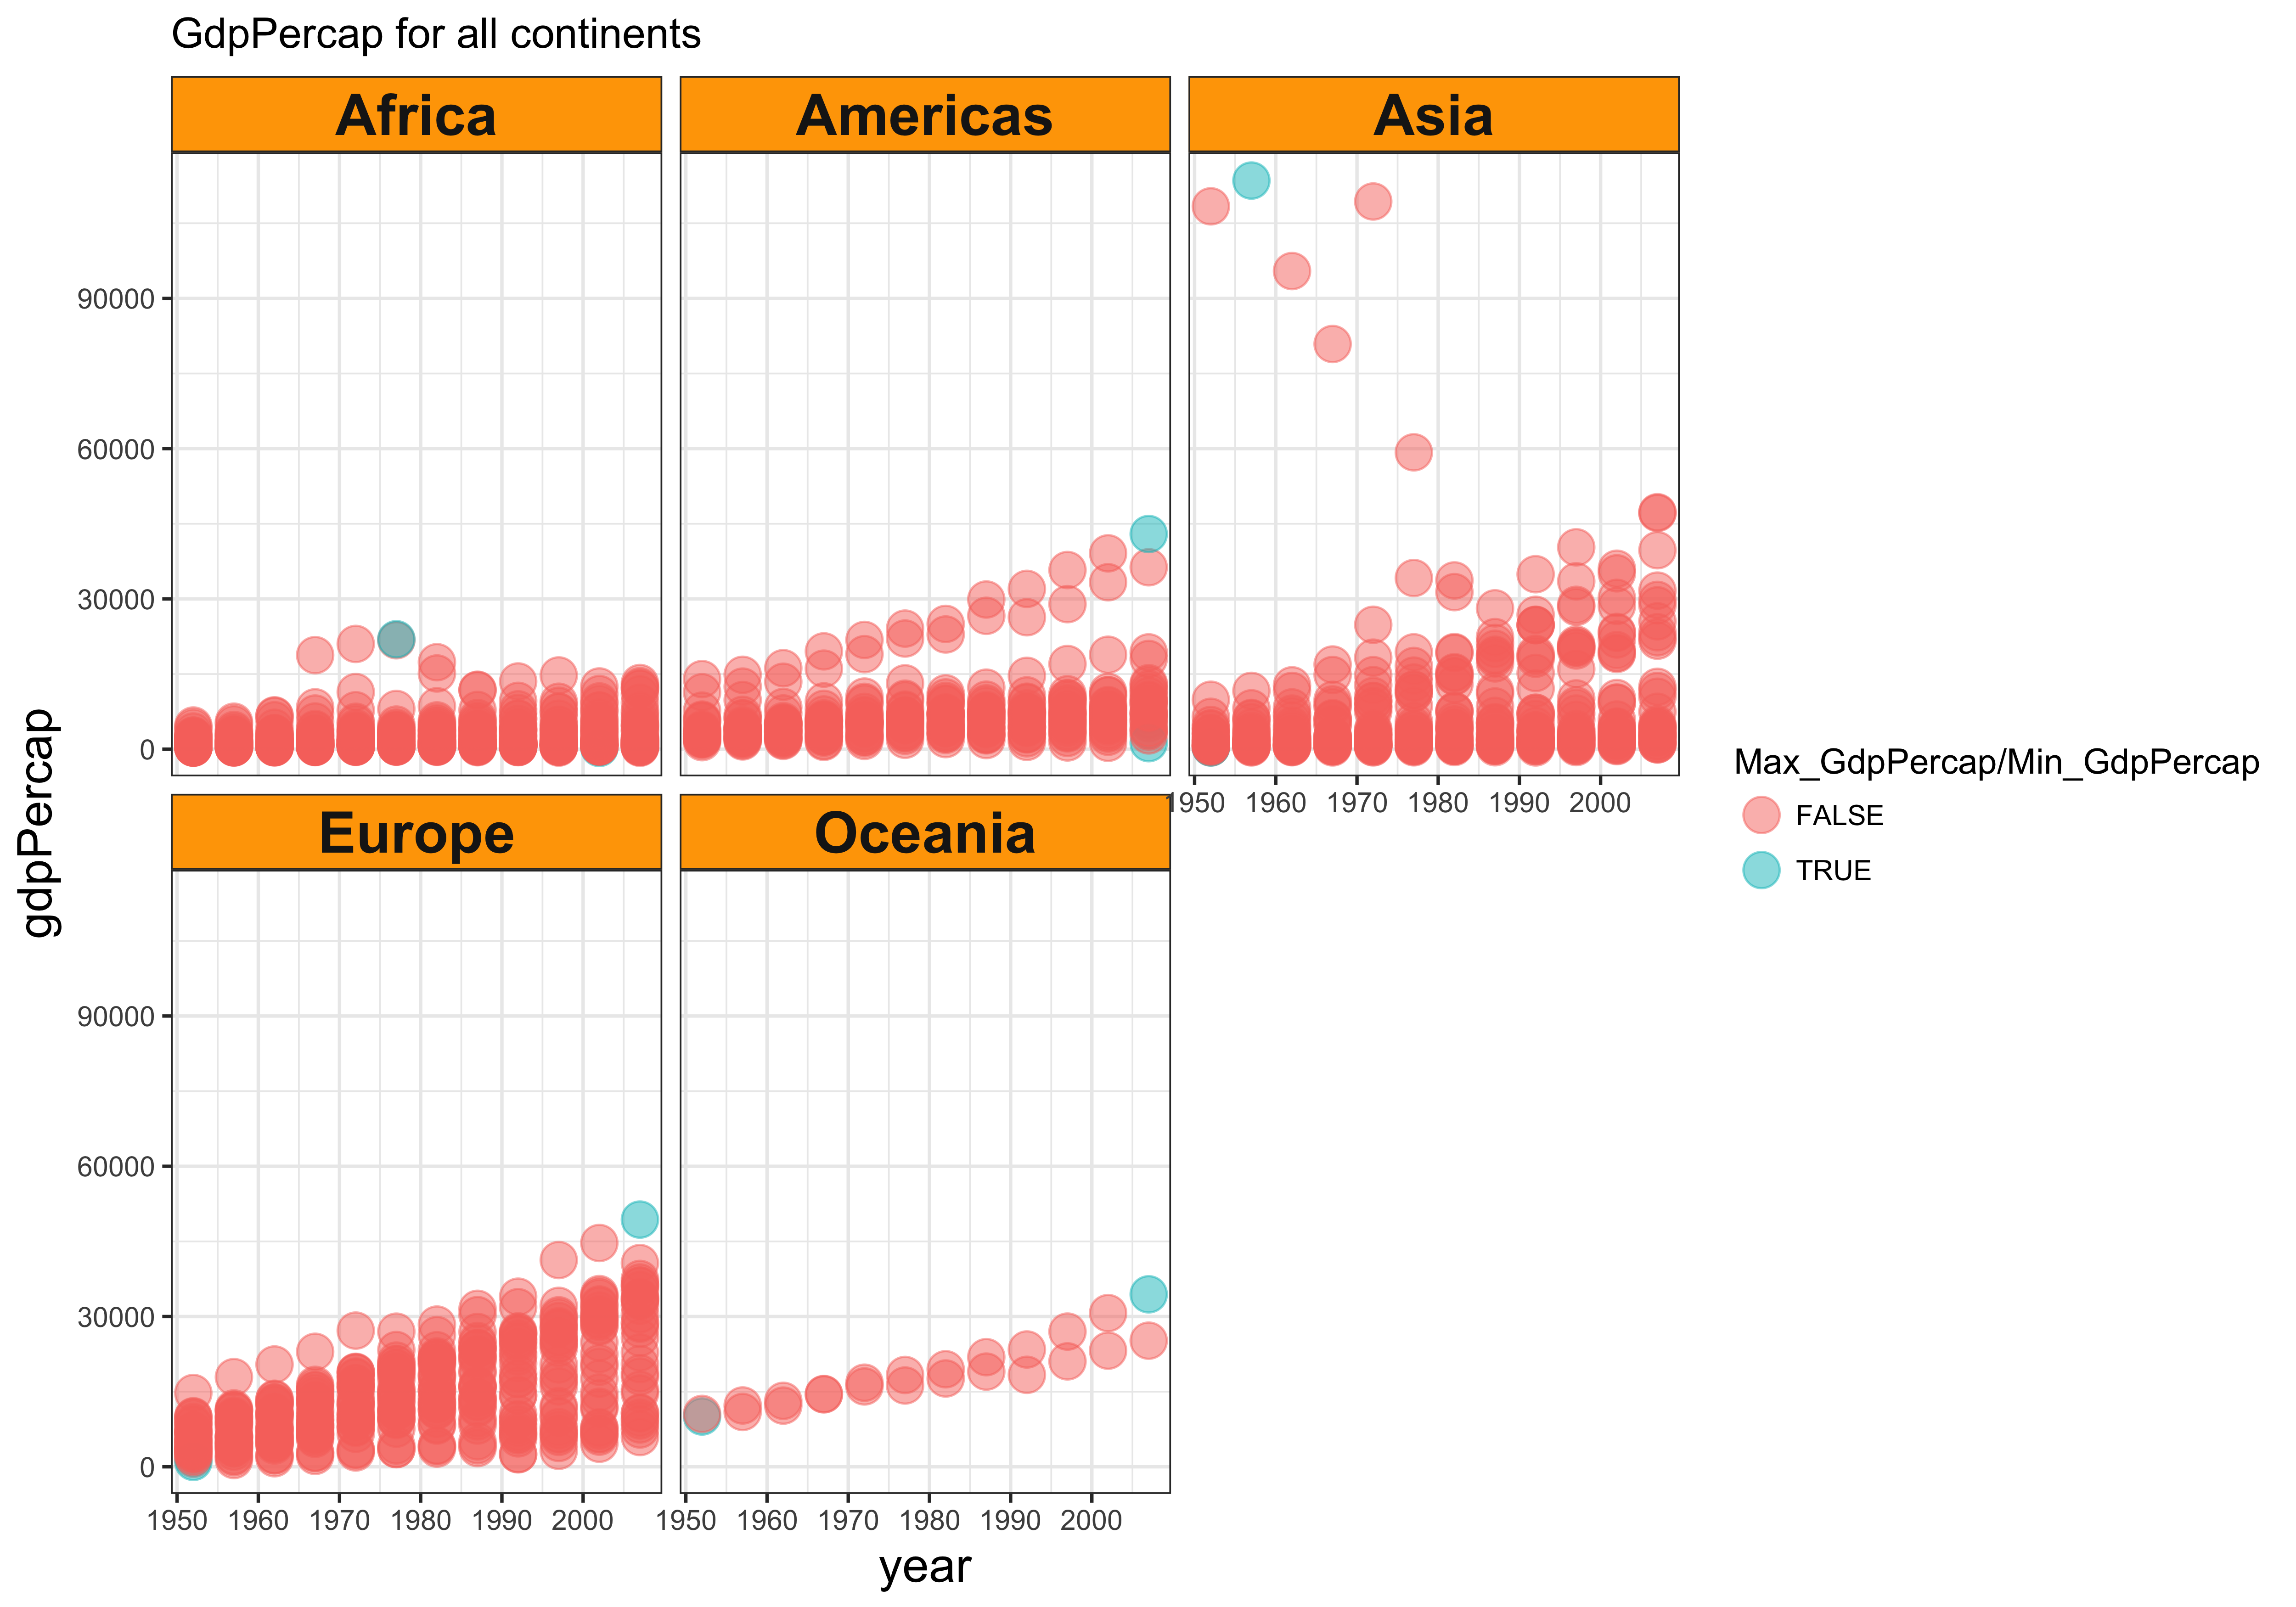 GdpPercap for all continents
Africa
Americas
Asia
90000
60000
30000
0
1950 1960 1970 1980 1990 2000
Europe
Oceania
90000
60000
30000
0
1950 1960 1970 1980 1990 2000
1950 1960 1970 1980 1990 2000
gdpPercap
year
Max_GdpPercap/Min_GdpPercap
FALSE
TRUE